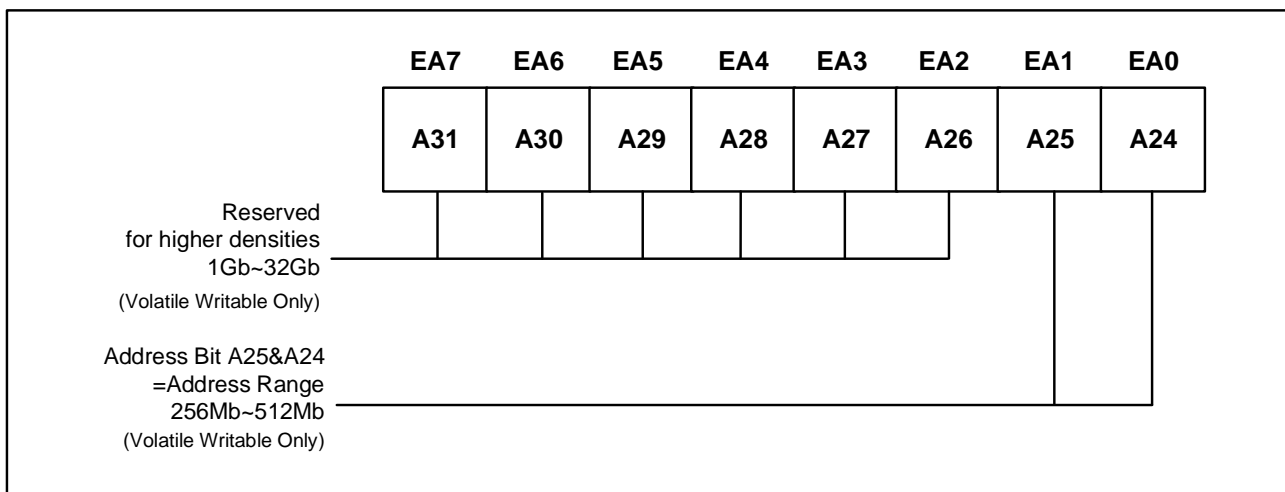 EA7 EA6 EA5 EA4 EA3 EA2 EA1 EA0
A31 A30 A29 A28 A27 A26 A25 A24
Reserved
for higher densities
1Gb~32Gb
(Volatile Writable Only)
Address Bit A25&A24
=Address Range
256Mb~512Mb
(Volatile Writable Only)